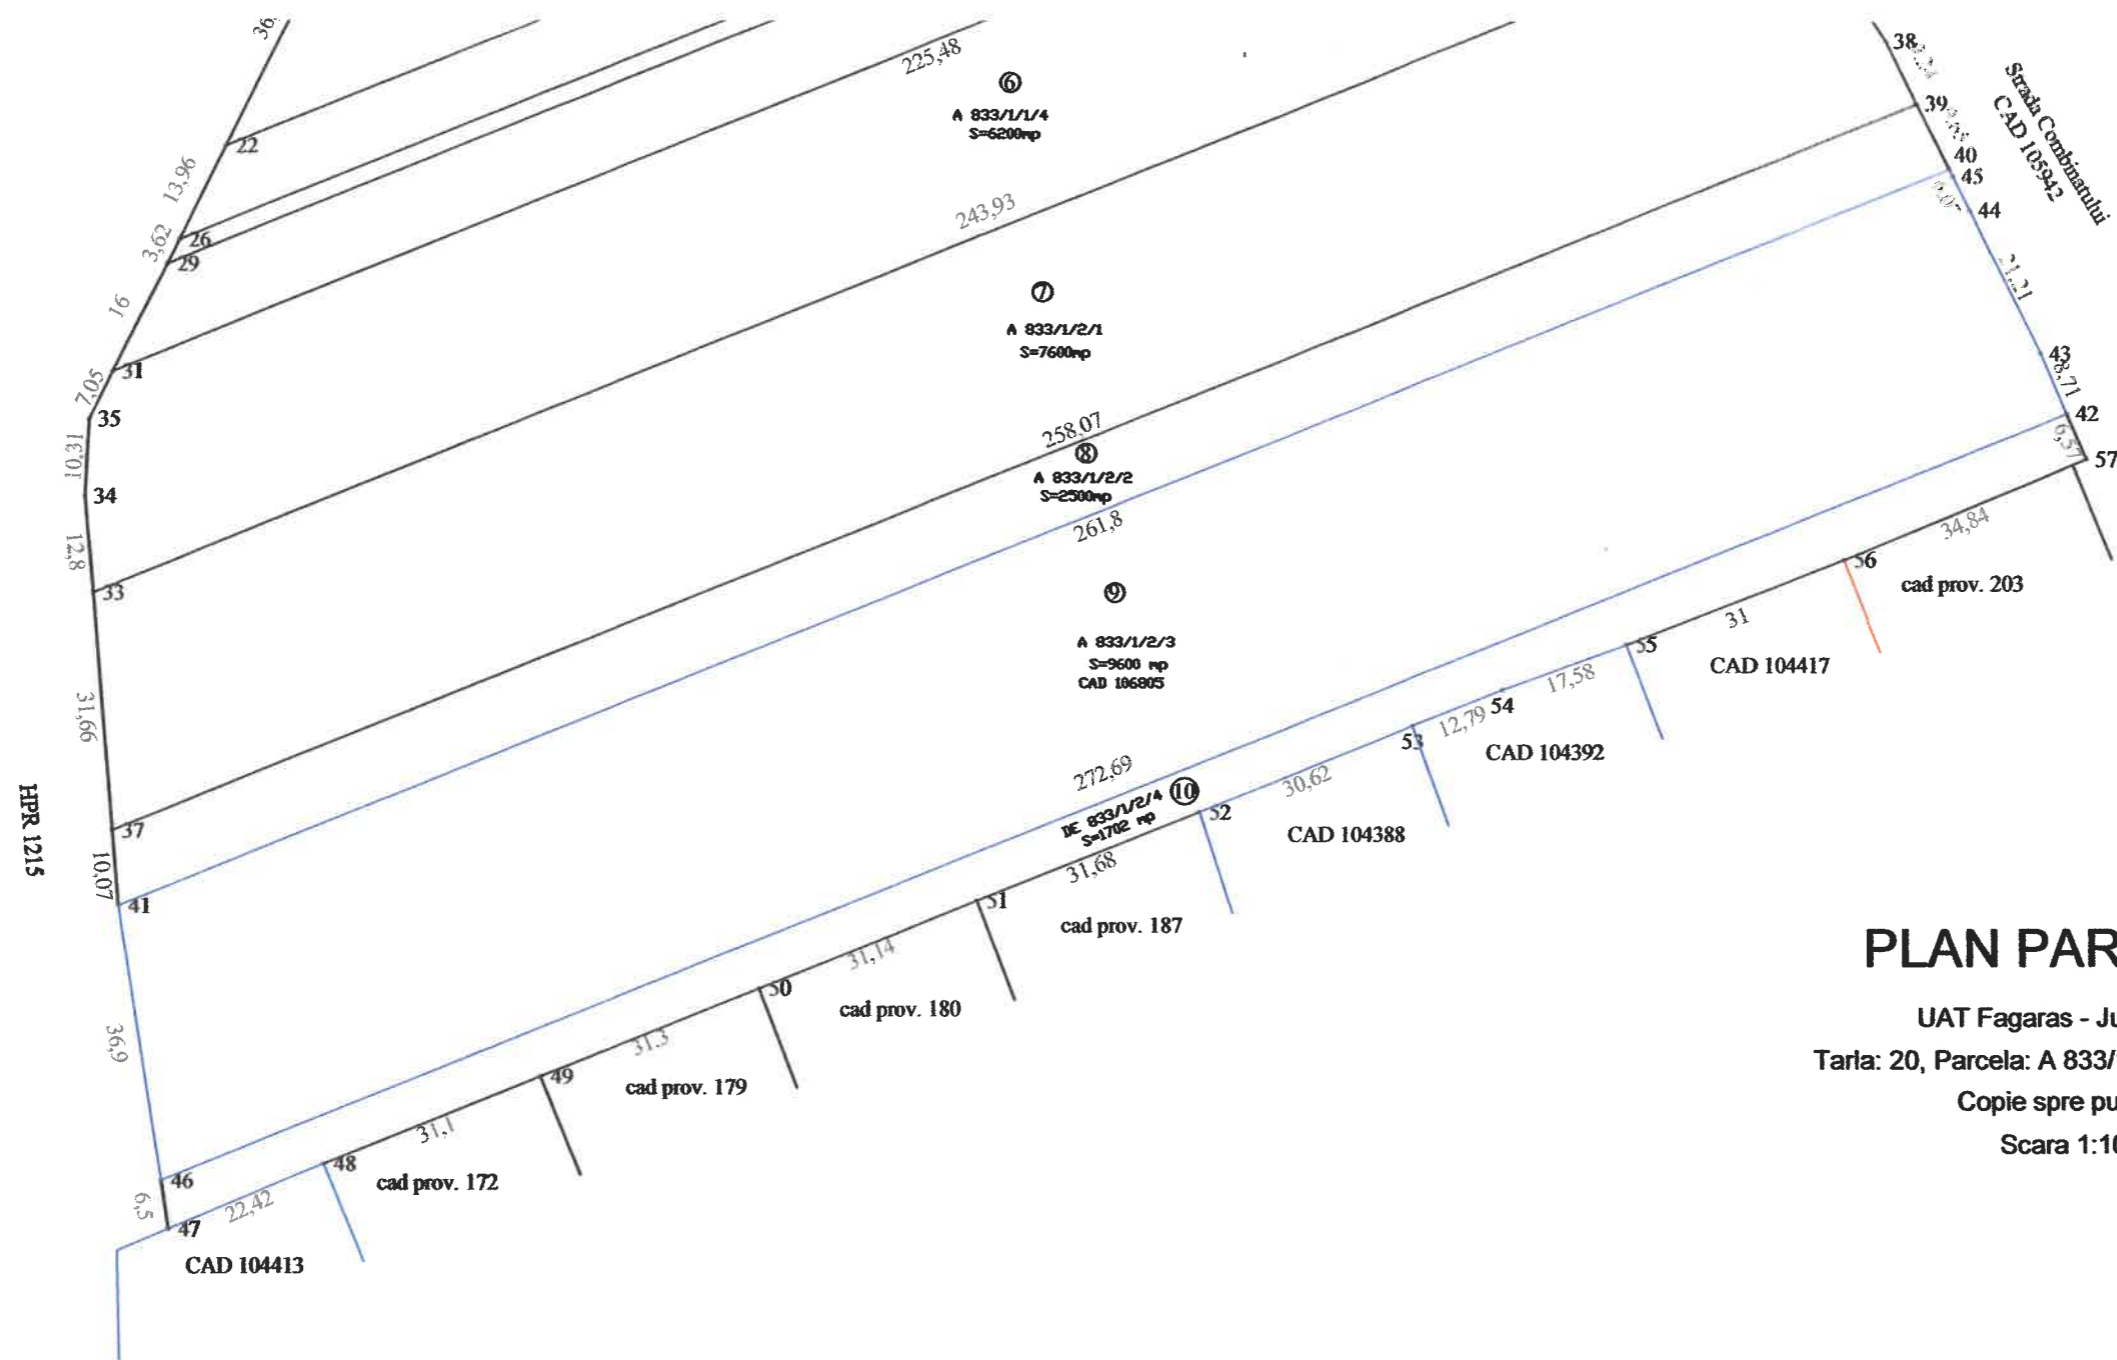 36,
225,48
6
A 833/1/1/4
S=6200mp
38
Strada Combinatului
CAD 105942
39
40
45
44
22
13,96
26
3,62
29
16
243,93
7
A 833/1/2/1
S=7600mp
21,21
43
8,71
42
6,57
57
31
7,05
35
10,31
34
12,8
33
258,07
8
A 833/1/2/2
S=2500mp
261,8
34,84
56
cad prov. 203
9
A 833/1/2/3
S=9600 mp
CAD 106805
31
55
CAD 104417
17,58
54
12,79
53
CAD 104392
31,66
HPR 1215
37
10,07
41
272,69
10
DE 833/1/2/4
S=1702 mp
30,62
52
CAD 104388
31,68
51
cad prov. 187
31,14
50
cad prov. 180
PLAN PAR
UAT Fagaras - Ju
Tarla: 20, Parcela: A 833/
Copie spre pu
Scara 1:10
36,9
31,3
49
cad prov. 179
31,1
48
cad prov. 172
46
6,5
22,42
47
CAD 104413